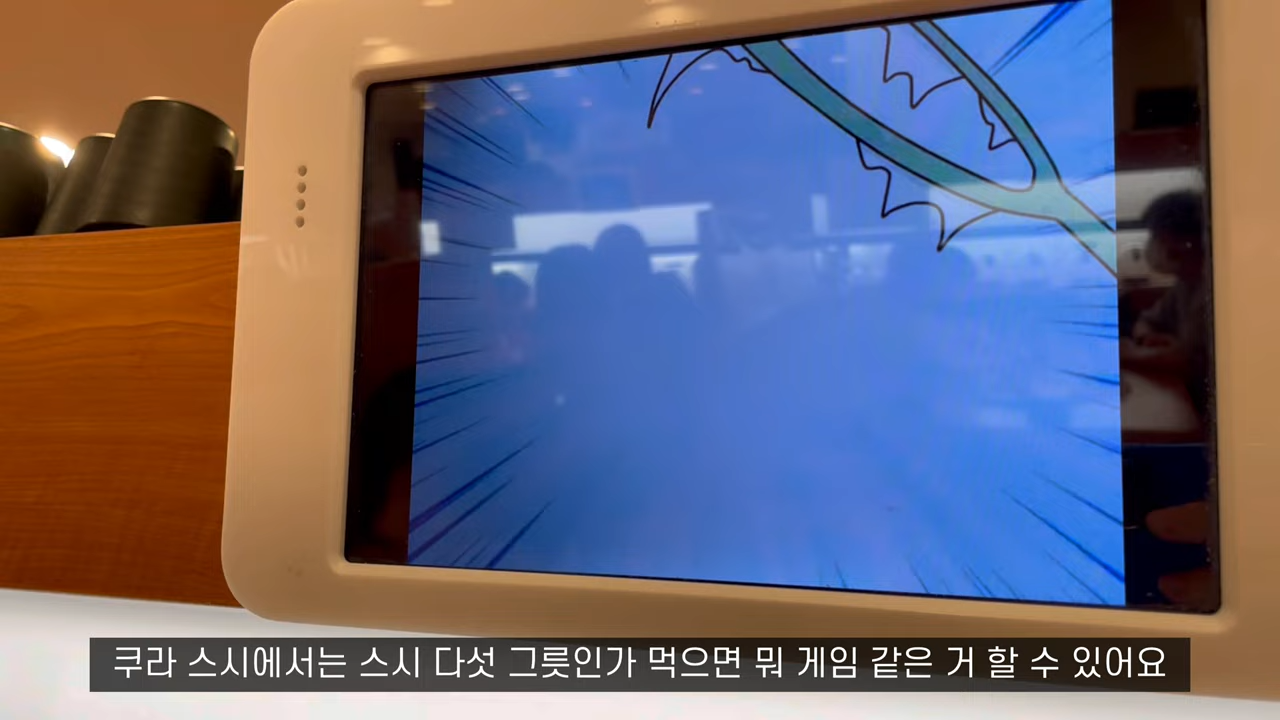 쿠라 스시에서는 스시 다섯 그릇인가 먹으면 뭐 게임 같은 거 할 수 있어요